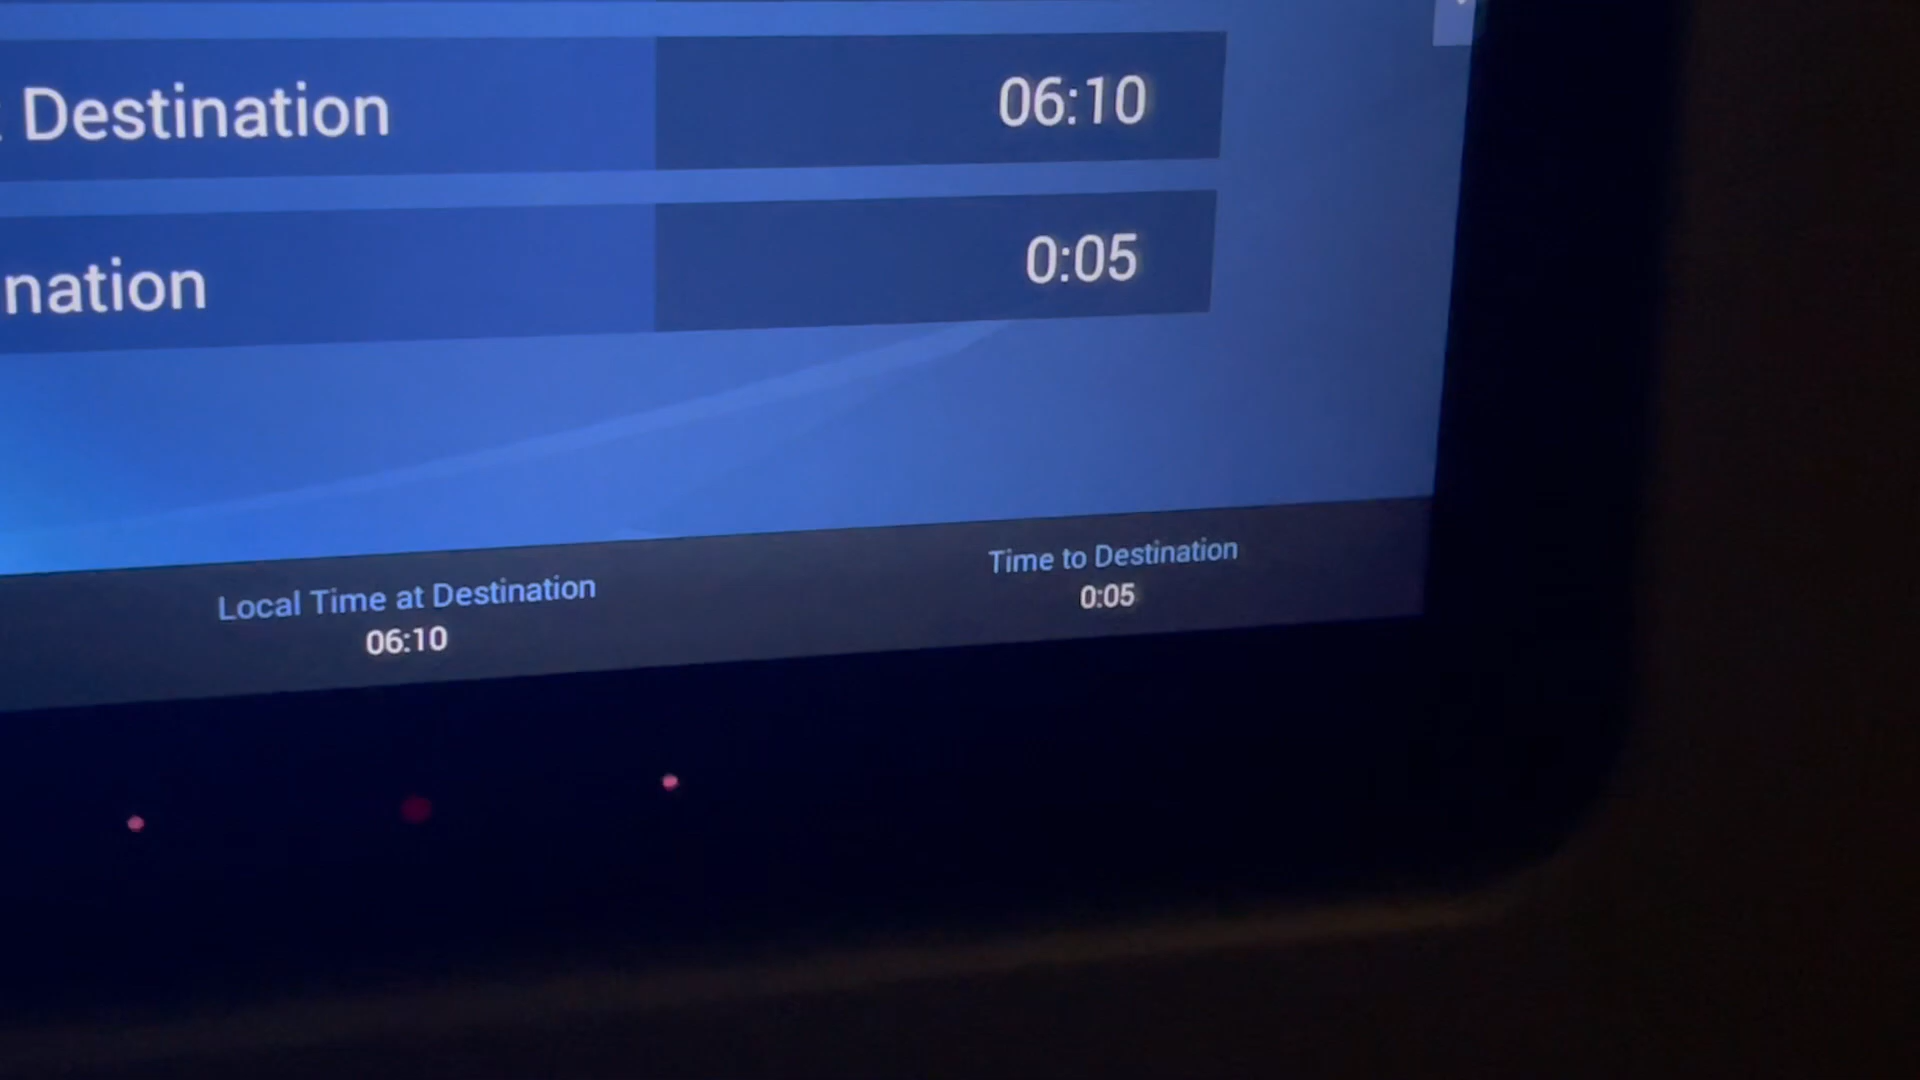 Destination 06:10
nation 0:05
Local Time at Destination
06:10
Time to Destination
0:05